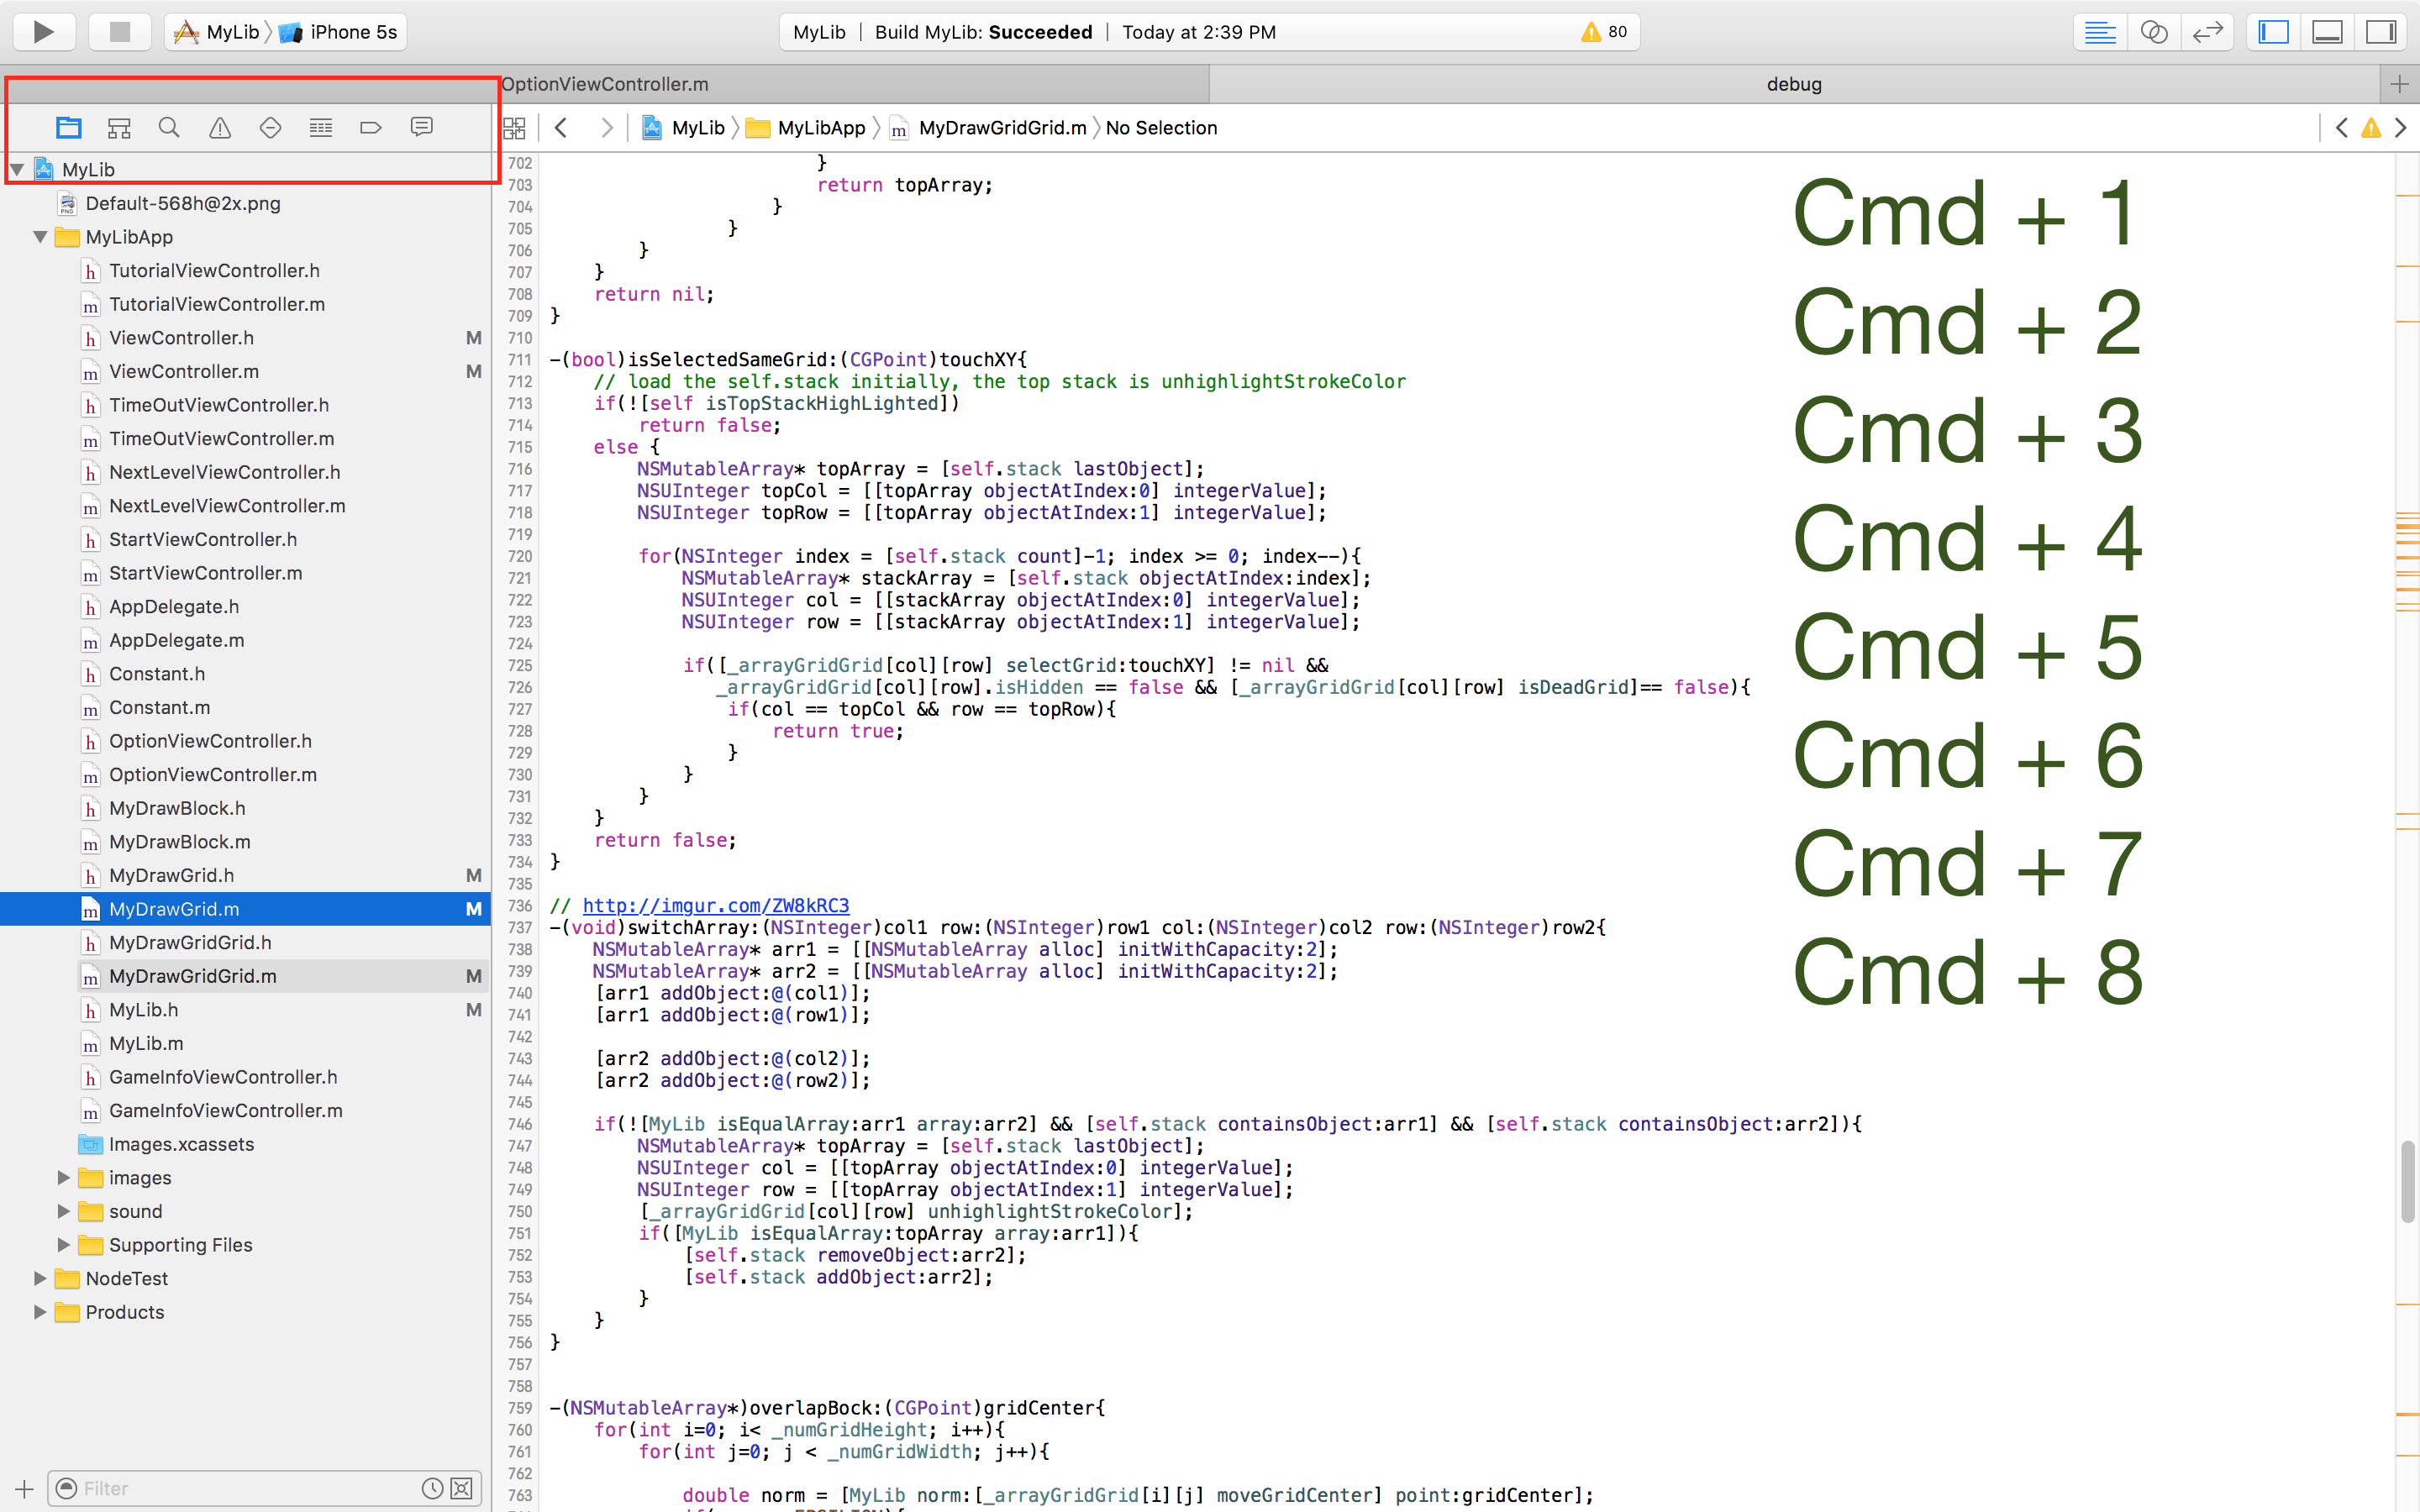 MyLib iPhone 5s
MyLib | Build MyLib: Succeeded | Today at 2:39 PM
80
OptionViewController.m
debug
MyLib MyLibApp m MyDrawGridGrid.m No Selection
MyLib
Default-568h@2x.png
MyLibApp
h TutorialViewController.h
m TutorialViewController.m
h ViewController.h M
m ViewController.m M
h TimeOutViewController.h
m TimeOutViewController.m
h NextLevelViewController.h
m NextLevelViewController.m
h StartViewController.h
m StartViewController.m
h AppDelegate.h
m AppDelegate.m
h Constant.h
m Constant.m
h OptionViewController.h
m OptionViewController.m
h MyDrawBlock.h
m MyDrawBlock.m
h MyDrawGrid.h M
m MyDrawGrid.m M
h MyDrawGridGrid.h
m MyDrawGridGrid.m M
h MyLib.h M
m MyLib.m
h GameInfoViewController.h
m GameInfoViewController.m
Images.xcassets
images
sound
Supporting Files
NodeTest
Products
Filter
702 }
703 return topArray;
704 }
705 }
706 }
707 }
708 return nil;
709 }
710
711 -(bool)isSelectedSameGrid:(CGPoint)touchXY{
712 // load the self.stack initially, the top stack is unhighlightStrokeColor
713 if(![self isTopStackHighLighted])
714 return false;
715 else {
716 NSMutableArray* topArray = [self.stack lastObject];
717 NSUInteger topCol = [[topArray objectAtIndex:0] integerValue];
718 NSUInteger topRow = [[topArray objectAtIndex:1] integerValue];
719
720 for(NSInteger index = [self.stack count]-1; index >= 0; index--){
721 NSMutableArray* stackArray = [self.stack objectAtIndex:index];
722 NSUInteger col = [[stackArray objectAtIndex:0] integerValue];
723 NSUInteger row = [[stackArray objectAtIndex:1] integerValue];
724
725 if([_arrayGridGrid[col][row] selectGrid:touchXY] != nil &&
726 _arrayGridGrid[col][row].isHidden == false && [_arrayGridGrid[col][row] isDeadGrid]== false){
727 if(col == topCol && row == topRow){
728 return true;
729 }
730 }
731 }
732 }
733 return false;
734 }
735
736 // http://imgur.com/ZW8kRC3
737 -(void)switchArray:(NSInteger)col1 row:(NSInteger)row1 col:(NSInteger)col2 row:(NSInteger)row2{
738 NSMutableArray* arr1 = [[NSMutableArray alloc] initWithCapacity:2];
739 NSMutableArray* arr2 = [[NSMutableArray alloc] initWithCapacity:2];
740 [arr1 addObject:@(col1)];
741 [arr1 addObject:@(row1)];
742
743 [arr2 addObject:@(col2)];
744 [arr2 addObject:@(row2)];
745
746 if(![MyLib isEqualArray:arr1 array:arr2] && [self.stack containsObject:arr1] && [self.stack containsObject:arr2]){
747 NSMutableArray* topArray = [self.stack lastObject];
748 NSUInteger col = [[topArray objectAtIndex:0] integerValue];
749 NSUInteger row = [[topArray objectAtIndex:1] integerValue];
750 [_arrayGridGrid[col][row] unhighlightStrokeColor];
751 if([MyLib isEqualArray:topArray array:arr1]){
752 [self.stack removeObject:arr2];
753 [self.stack addObject:arr2];
754 }
755 }
756 }
757
758
759 -(NSMutableArray*)overlapBock:(CGPoint)gridCenter{
760 for(int i=0; i< _numGridHeight; i++){
761 for(int j=0; j < _numGridWidth; j++){
762
763 double norm = [MyLib norm:[_arrayGridGrid[i][j] moveGridCenter] point:gridCenter];
Cmd + 1
Cmd + 2
Cmd + 3
Cmd + 4
Cmd + 5
Cmd + 6
Cmd + 7
Cmd + 8